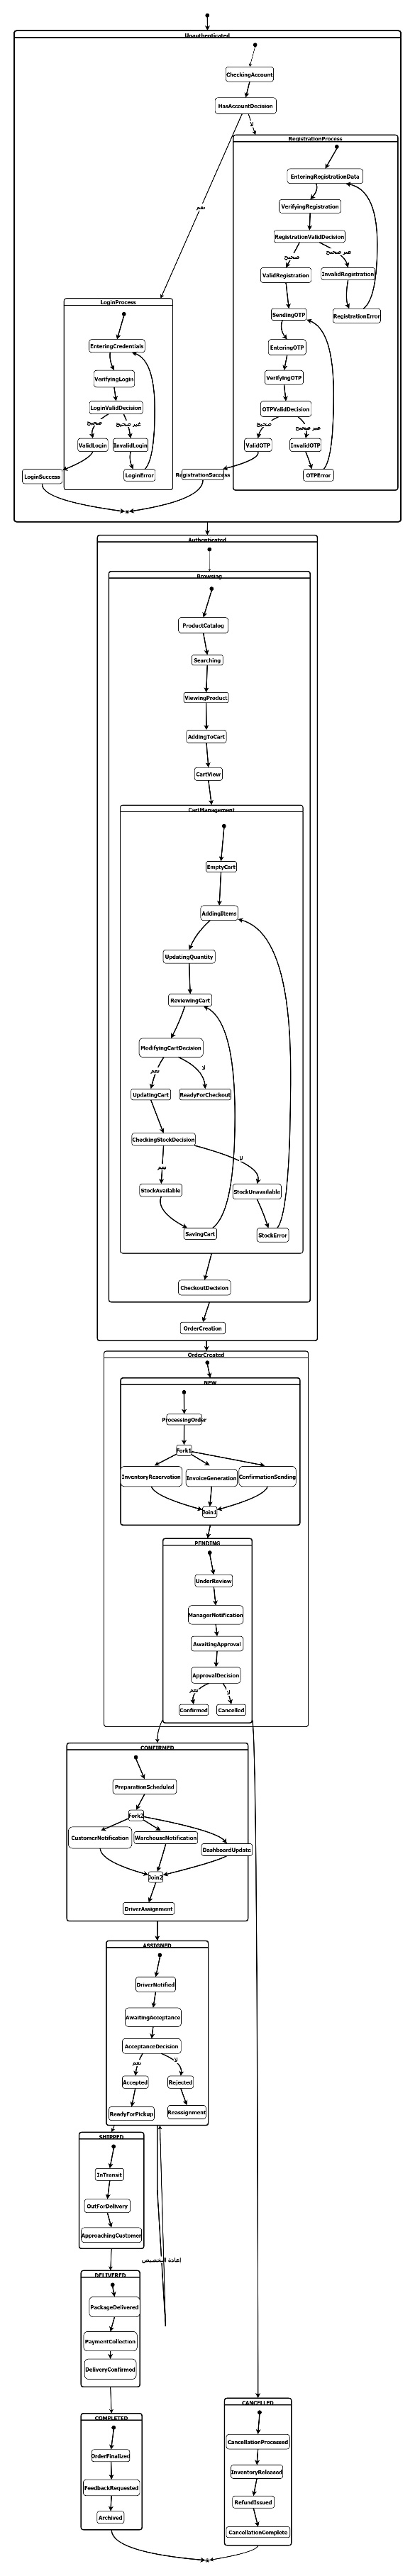 Unauthenticated
CheckingAccount
HasAccountDecision
لا
نعم
RegistrationProcess
EnteringRegistrationData
VerifyingRegistration
RegistrationValidDecision
صحيح
غير صحيح
ValidRegistration
InvalidRegistration
SendingOTP
RegistrationError
EnteringOTP
VerifyingOTP
OTPValidDecision
صحيح
غير صحيح
ValidOTP
InvalidOTP
OTPError
LoginProcess
EnteringCredentials
VerifyingLogin
LoginValidDecision
صحيح
غير صحيح
ValidLogin
InvalidLogin
LoginSuccess
LoginError
RegistrationSuccess
Authenticated
Browsing
ProductCatalog
Searching
ViewingProduct
AddingToCart
CartView
CartManagement
EmptyCart
AddingItems
UpdatingQuantity
ReviewingCart
ModifyingCartDecision
نعم
لا
UpdatingCart
ReadyForCheckout
CheckingStockDecision
نعم
لا
StockAvailable
StockUnavailable
SavingCart
StockError
CheckoutDecision
OrderCreation
OrderCreated
NEW
ProcessingOrder
Fork1
InventoryReservation
InvoiceGeneration
ConfirmationSending
Join1
PENDING
UnderReview
ManagerNotification
AwaitingApproval
ApprovalDecision
نعم
لا
Confirmed
Cancelled
CONFIRMED
PreparationScheduled
Fork2
CustomerNotification
WarehouseNotification
DashboardUpdate
Join2
DriverAssignment
ASSIGNED
DriverNotified
AwaitingAcceptance
AcceptanceDecision
نعم
لا
Accepted
Rejected
ReadyForPickup
Reassignment
SHIPPED
InTransit
OutForDelivery
ApproachingCustomer
إعادة التخصيص
DELIVERED
PackageDelivered
PaymentCollection
DeliveryConfirmed
CANCELLED
CancellationProcessed
InventoryReleased
RefundIssued
CancellationComplete
COMPLETED
OrderFinalized
FeedbackRequested
Archived